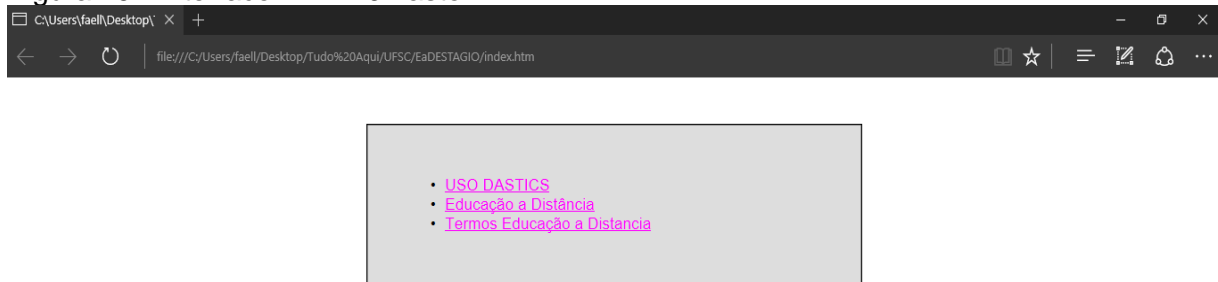 C:\Users\faell\Desktop\
file:///C:/Users/faell/Desktop/Tudo%20Aqui/UFSC/EaDESTAGIO/index.htm
• USO DASTICS
• Educação a Distância
• Termos Educação a Distancia